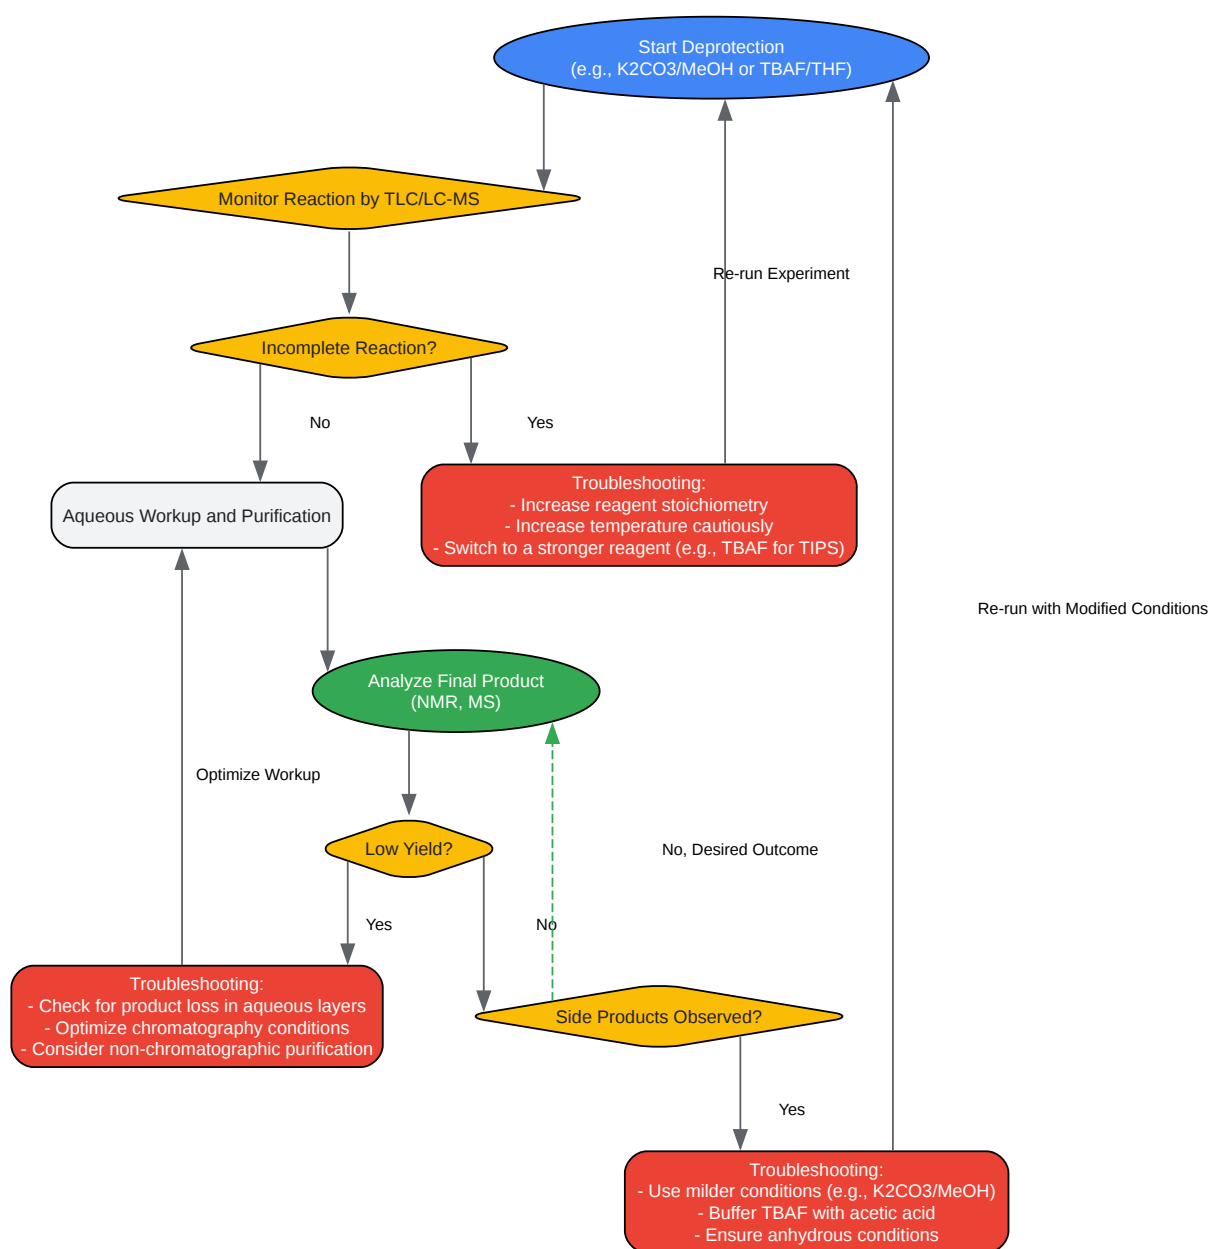 Start Deprotection
(e.g., K2CO3/MeOH or TBAF/THF)
Monitor Reaction by TLC/LC-MS
Re-run Experiment
Incomplete Reaction?
No
Yes
Troubleshooting:
- Increase reagent stoichiometry
- Increase temperature cautiously
- Switch to a stronger reagent (e.g., TBAF for TIPS)
Aqueous Workup and Purification
Re-run with Modified Conditions
Analyze Final Product
(NMR, MS)
Optimize Workup
Low Yield?
No, Desired Outcome
Yes
No
Troubleshooting:
- Check for product loss in aqueous layers
- Optimize chromatography conditions
- Consider non-chromatographic purification
Side Products Observed?
Yes
Troubleshooting:
- Use milder conditions (e.g., K2CO3/MeOH)
- Buffer TBAF with acetic acid
- Ensure anhydrous conditions